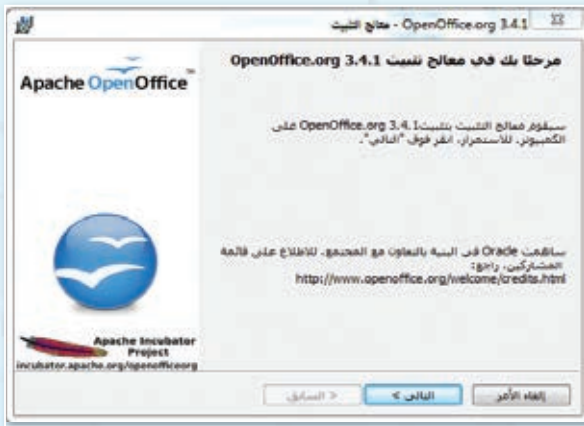 OpenOffice.org 3.4.1 - معالج التثبيت
Apache OpenOffice™
مرحبًا بك في معالج تثبيت OpenOffice.org 3.4.1
سيقوم معالج التثبيت بتثبيت OpenOffice.org 3.4.1 على
الكمبيوتر. للاستمرار، انقر فوق "التالي".
ساهمت Oracle في البنية بالتعاون مع المجتمع. للاطلاع على قائمة
المشاركين، راجع:
http://www.openoffice.org/welcome/credits.html
Apache Incubator
Project
incubator.apache.org/openofficeorg
إلغاء الأمر
التالي >
< السابق